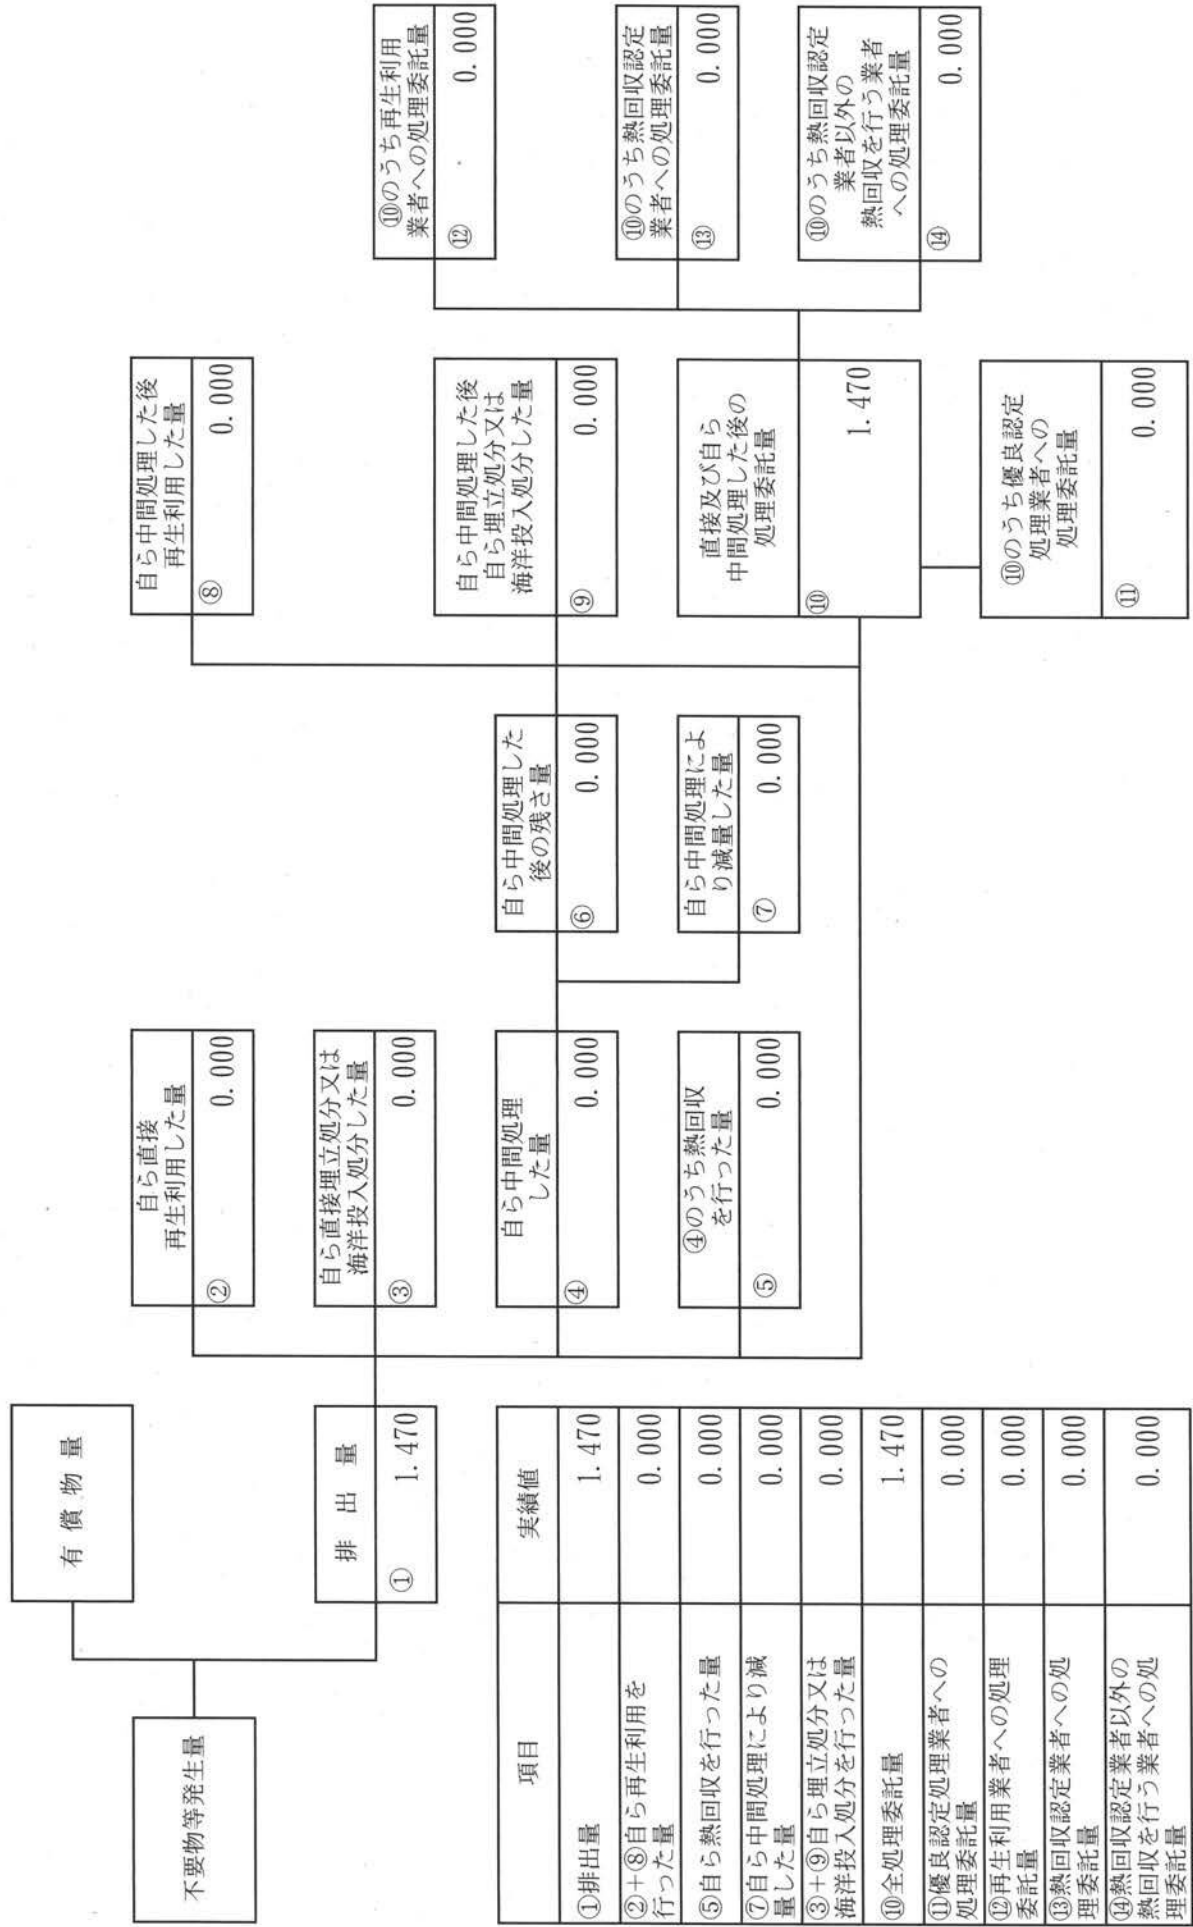 不要物等発生量
有償物量
排出量
① 1.470
自ら直接
再生利用した量
② 0.000
自ら直接埋立処分又は
海洋投入処分した量
③ 0.000
自ら中間処理
した量
④ 0.000
④のうち熱回収
を行った量
⑤ 0.000
自ら中間処理した
後の残さ量
⑥ 0.000
自ら中間処理によ
り減量した量
⑦ 0.000
自ら中間処理した後
再生利用した量
⑧ 0.000
自ら中間処理した後
自ら埋立処分又は
海洋投入処分した量
⑨ 0.000
直接及び自ら
中間処理した後の
処理委託量
⑩ 1.470
⑩のうち優良認定
処理業者への
処理委託量
⑪ 0.000
⑩のうち再生利用
業者への処理委託量
⑫ 0.000
⑩のうち熱回収認定
業者への処理委託量
⑬ 0.000
⑩のうち熱回収認定
業者以外の
熱回収を行う業者
への処理委託量
⑭ 0.000
項目 実績値
①排出量 1.470
②+⑧自ら再生利用を
行った量 0.000
⑤自ら熱回収を行った量 0.000
⑦自ら中間処理により減
量した量 0.000
③+⑨自ら埋立処分又は
海洋投入処分を行った量 0.000
⑩全処理委託量 1.470
⑪優良認定処理業者への
処理委託量 0.000
⑫再生利用業者への処理
委託量 0.000
⑬熱回収認定業者への処
理委託量 0.000
⑭熱回収認定業者以外の
熱回収を行う業者への処
理委託量 0.000